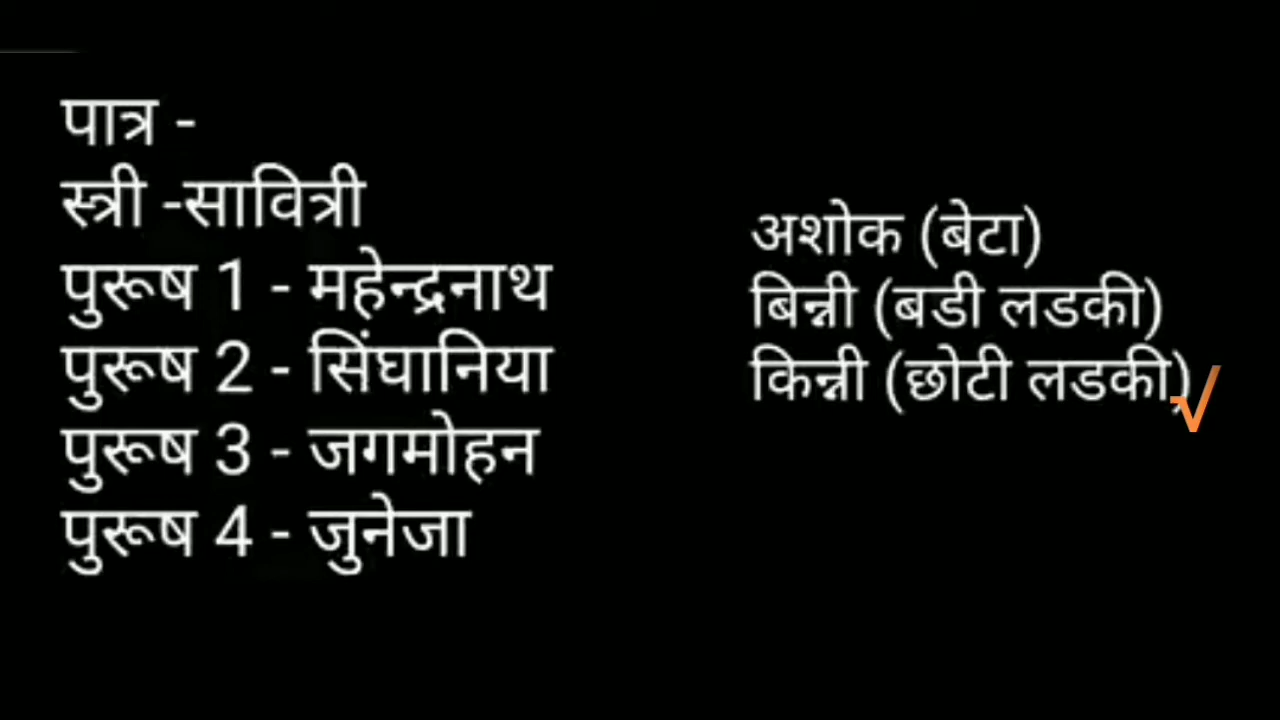 पात्र -
स्त्री -सावित्री
पुरूष 1 - महेन्द्रनाथ
पुरूष 2 - सिंघानिया
पुरूष 3 - जगमोहन
पुरूष 4 - जुनेजा
अशोक (बेटा)
बिन्नी (बडी लडकी)
किन्नी (छोटी लडकी)